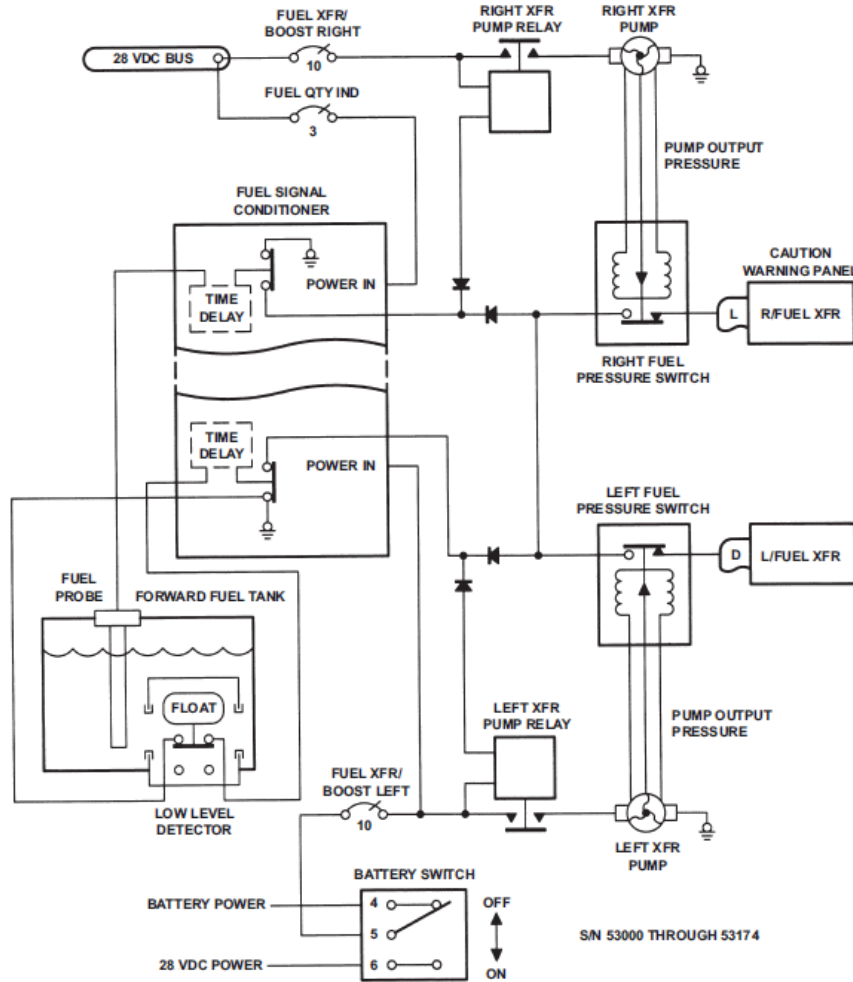 FUEL XFR/
BOOST RIGHT
10
RIGHT XFR
PUMP RELAY
RIGHT XFR
PUMP
28 VDC BUS
FUEL QTY IND
3
PUMP OUTPUT
PRESSURE
FUEL SIGNAL
CONDITIONER
POWER IN
TIME
DELAY
CAUTION
WARNING PANEL
L
R/FUEL XFR
RIGHT FUEL
PRESSURE SWITCH
TIME
DELAY
POWER IN
LEFT FUEL
PRESSURE SWITCH
D
L/FUEL XFR
FUEL
PROBE
FORWARD FUEL TANK
FLOAT
LOW LEVEL
DETECTOR
LEFT XFR
PUMP RELAY
PUMP OUTPUT
PRESSURE
FUEL XFR/
BOOST LEFT
10
LEFT XFR
PUMP
BATTERY SWITCH
BATTERY POWER
4
5
28 VDC POWER
6
OFF
ON
S/N 53000 THROUGH 53174